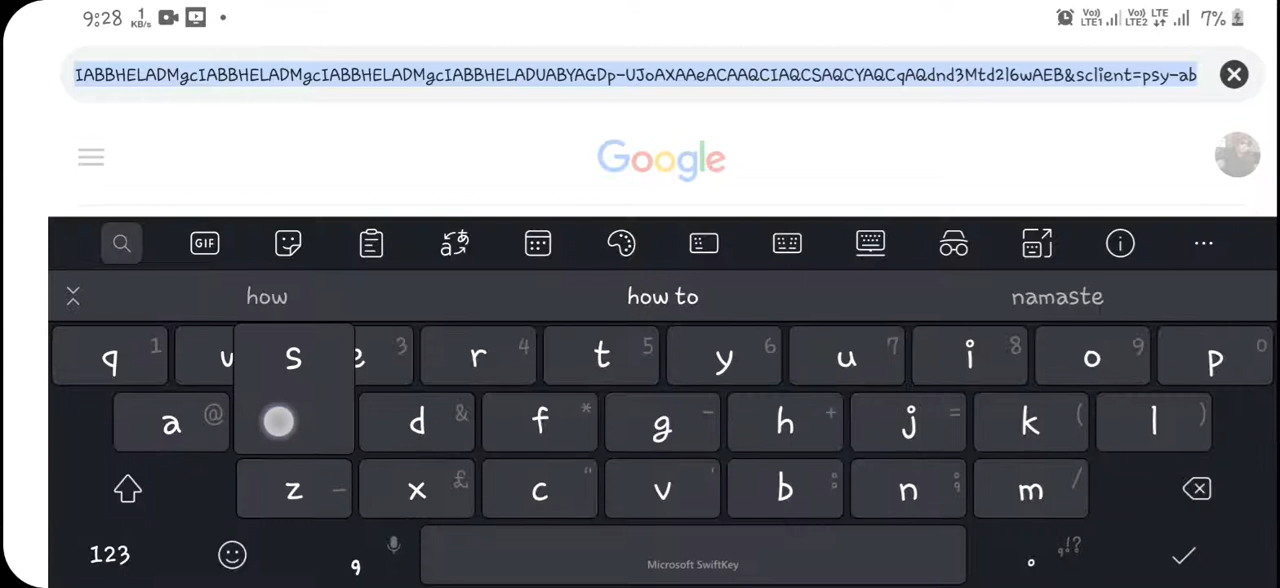 9:28 1 KB/s Vo) LTE1 Vo) LTE2 LTE 7%
IABBHELADMgcIABBHELADMgcIABBHELADMgcIABBHELADUABYAGDp-UJoAXAAeACAAQCIAQCSAQCYAQCqAQdnd3Mtd2l6wAEB&sclient=psy-ab
Google
GIF
how how to namaste
q 1 s e 3 r 4 t 5 y 6 u 7 i 8 o 9 p 0
a @ d & f * g - h + j = k ( l )
z _ x £ c " v ' b : n ; m /
123 , Microsoft SwiftKey . ,!?